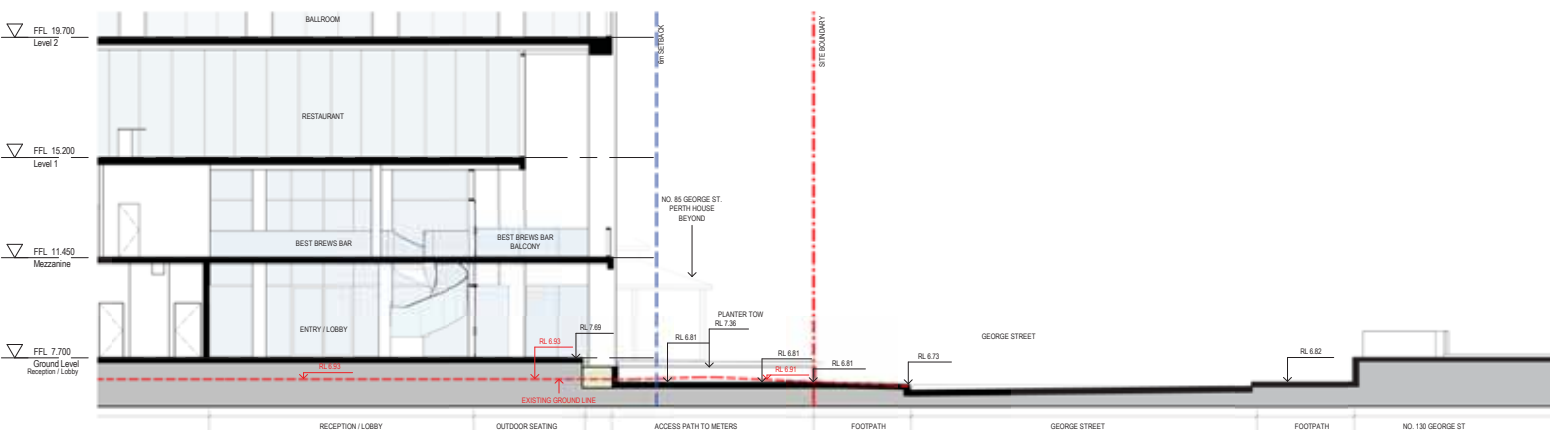 BALLROOM
FFL 19.700
Level 2
6m SETBACK
SITE BOUNDARY
RESTAURANT
FFL 15.200
Level 1
NO. 85 GEORGE ST.
PERTH HOUSE
BEYOND
BEST BREWS BAR
BEST BREWS BAR
BALCONY
FFL 11.450
Mezzanine
ENTRY / LOBBY
PLANTER TOW
RL 7.36
RL 7.69
RL 6.93
RL 6.81
GEORGE STREET
FFL 7.700
Ground Level
Reception / Lobby
RL 6.93
RL 6.81
RL 6.91
RL 6.81
RL 6.73
RL 6.82
EXISTING GROUND LINE
RECEPTION / LOBBY
OUTDOOR SEATING
ACCESS PATH TO METERS
FOOTPATH
GEORGE STREET
FOOTPATH
NO. 130 GEORGE ST